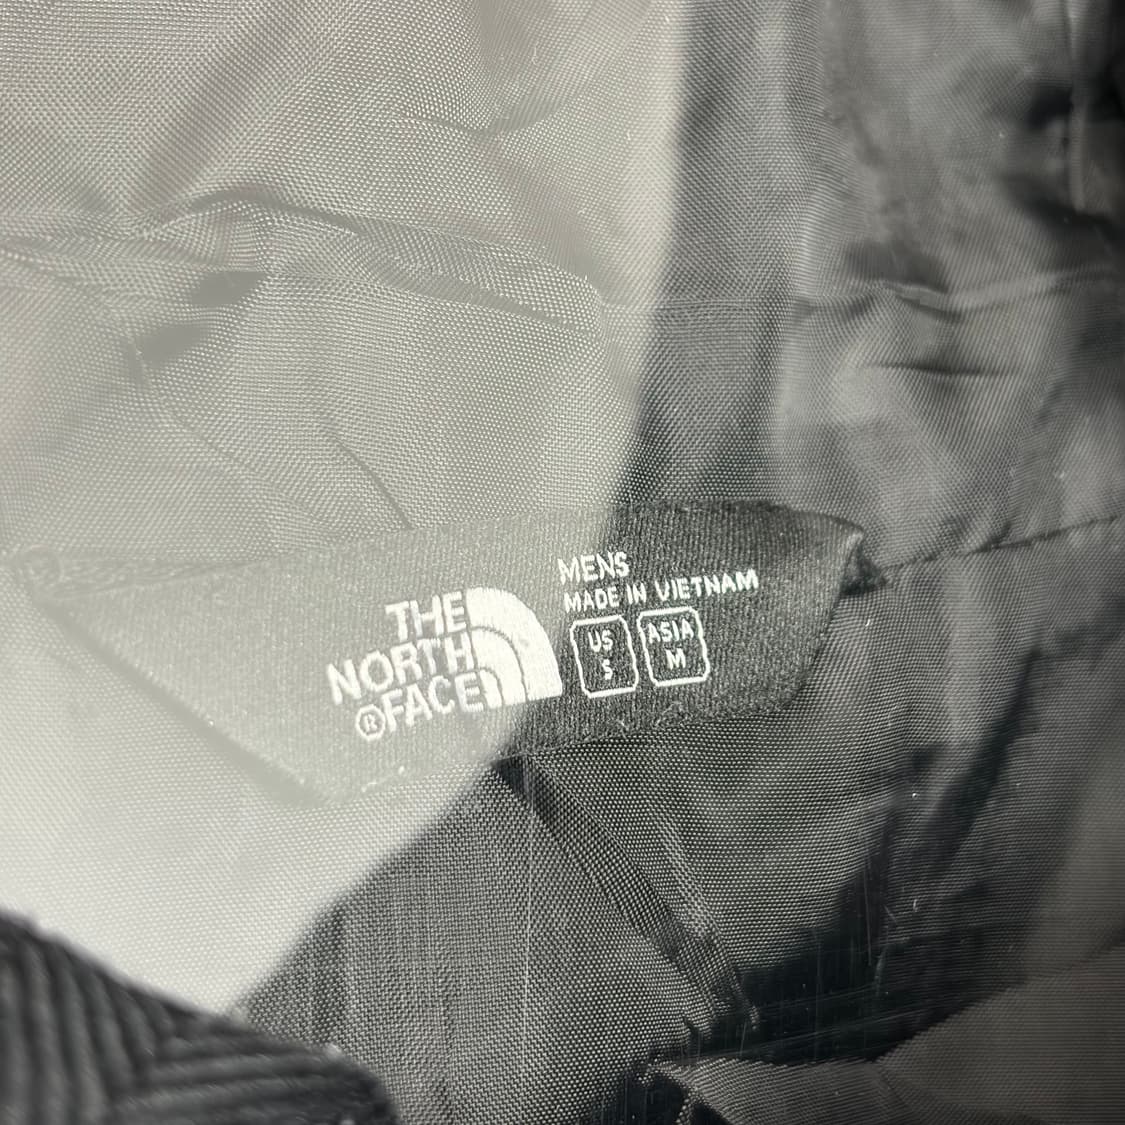 THE
NORTH
®FACE
MENS
MADE IN VIETNAM
US
S
ASIA
M